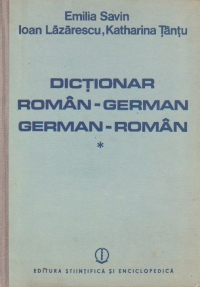 Emilia Savin
Ioan Lăzărescu, Katharina Țânțu
DICȚIONAR
ROMÂN-GERMAN
GERMAN-ROMÂN
*
EDITURA ȘTIINȚIFICĂ ȘI ENCICLOPEDICĂ